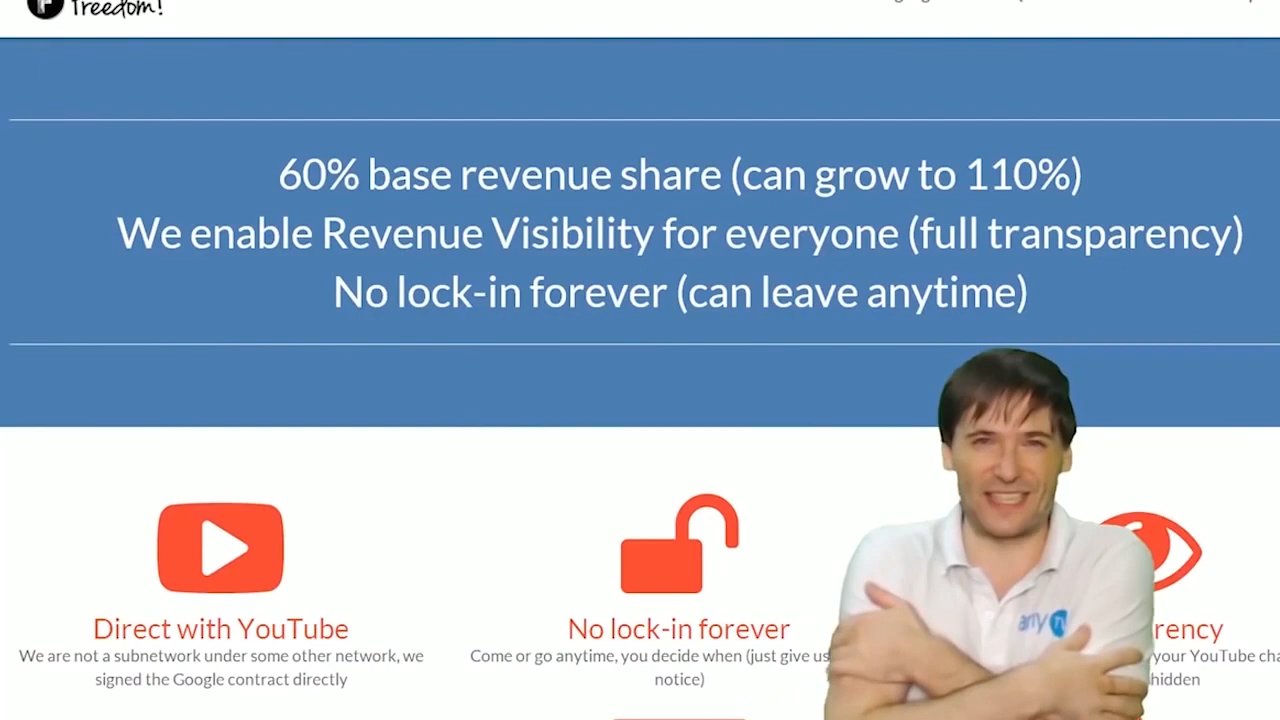 Freedom!
60% base revenue share (can grow to 110%)
We enable Revenue Visibility for everyone (full transparency)
No lock-in forever (can leave anytime)
Direct with YouTube
We are not a subnetwork under some other network, we
signed the Google contract directly
No lock-in forever
Come or go anytime, you decide when (just give us
notice)
rency
your YouTube cha
hidden
any